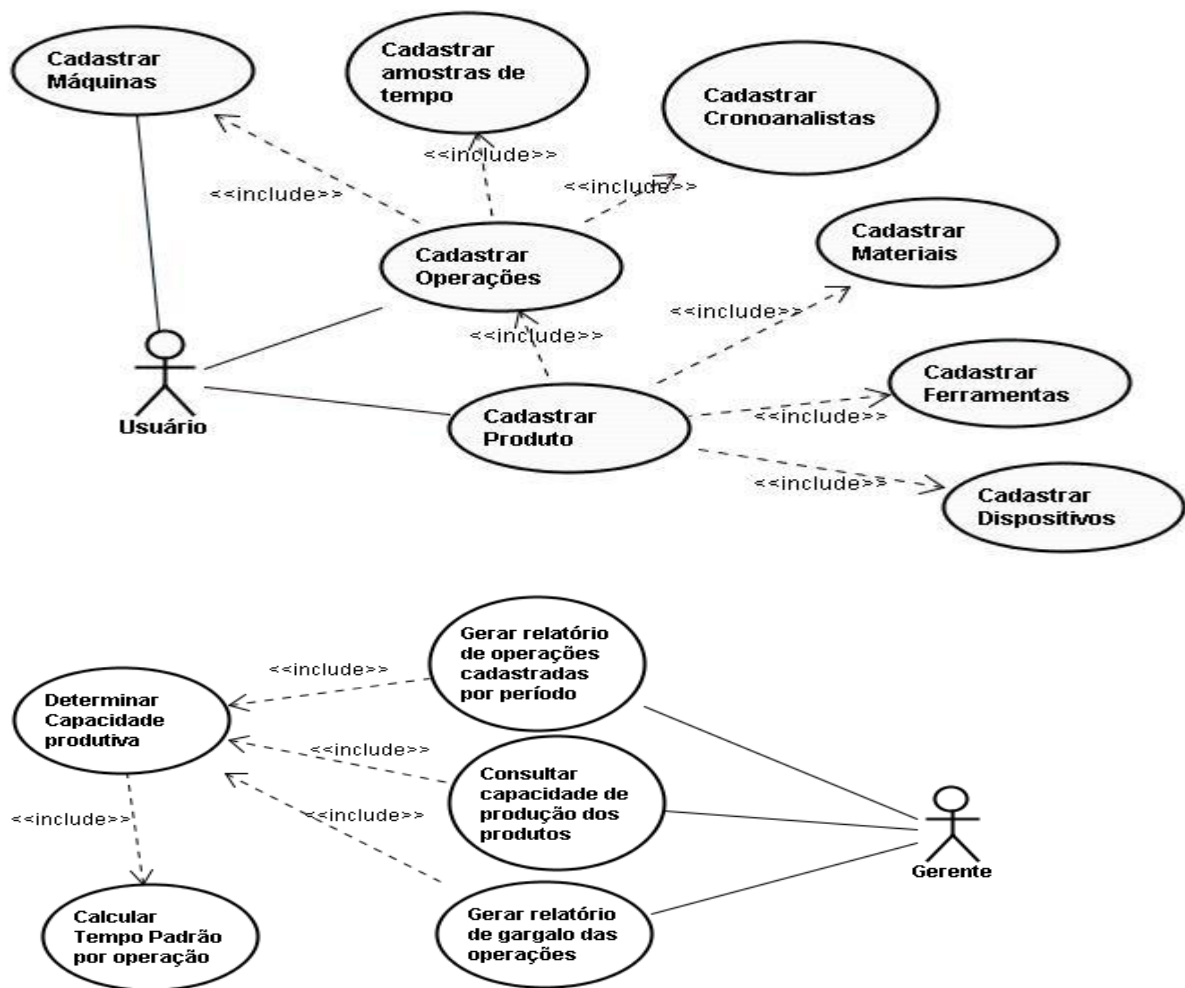 Cadastrar
Máquinas
Cadastrar
amostras de
tempo
Cadastrar
Cronoanalistas
<<include>>
<<include>>
<<include>>
Cadastrar
Operações
Cadastrar
Materiais
<<include>>
<<include>>
Cadastrar
Ferramentas
Usuário
Cadastrar
Produto
<<include>>
<<include>>
Cadastrar
Dispositivos
Gerar relatório
de operações
cadastradas
por período
<<include>>
Determinar
Capacidade
produtiva
<<include>>
Consultar
capacidade de
produção dos
produtos
<<include>>
<<include>>
Gerente
Calcular
Tempo Padrão
por operação
Gerar relatório
de gargalo das
operações